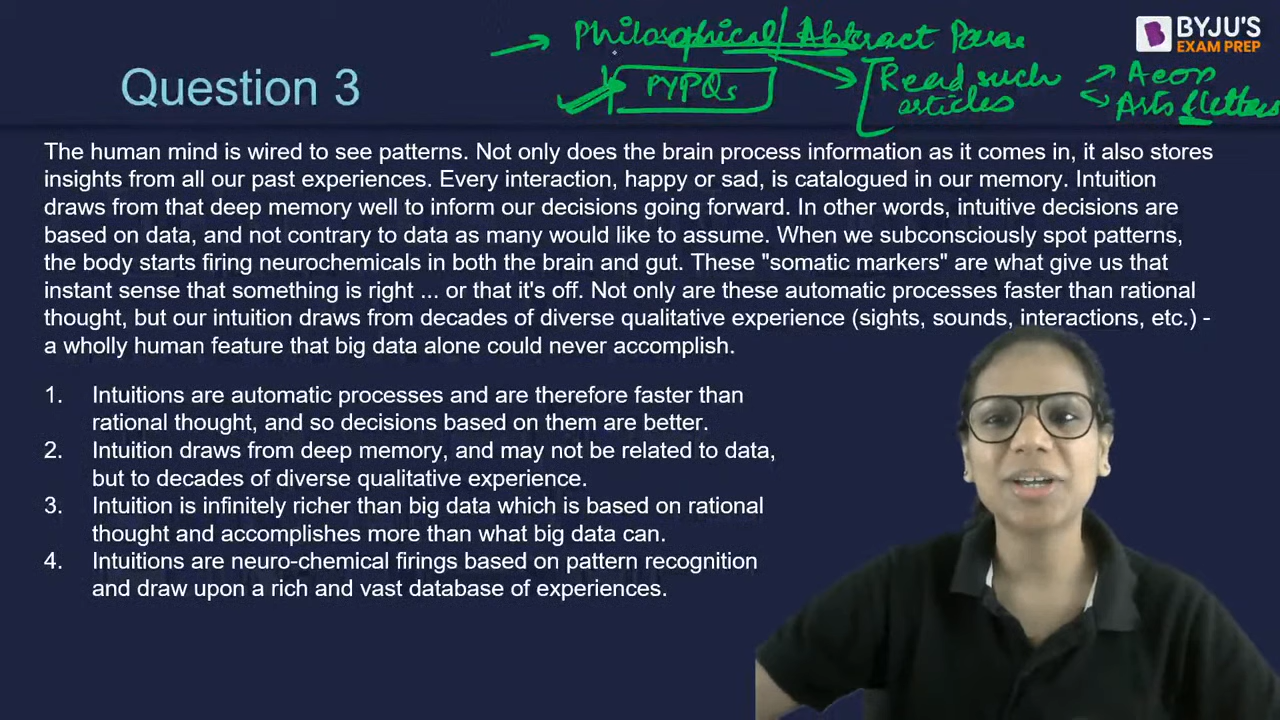 Philosophical/Abstract Para
BYJU'S
EXAM PREP
Question 3
PYPQs
Read such
articles
Aeon
Arts & letters
The human mind is wired to see patterns. Not only does the brain process information as it comes in, it also stores
insights from all our past experiences. Every interaction, happy or sad, is catalogued in our memory. Intuition
draws from that deep memory well to inform our decisions going forward. In other words, intuitive decisions are
based on data, and not contrary to data as many would like to assume. When we subconsciously spot patterns,
the body starts firing neurochemicals in both the brain and gut. These "somatic markers" are what give us that
instant sense that something is right ... or that it's off. Not only are these automatic processes faster than rational
thought, but our intuition draws from decades of diverse qualitative experience (sights, sounds, interactions, etc.) -
a wholly human feature that big data alone could never accomplish.
1. Intuitions are automatic processes and are therefore faster than
rational thought, and so decisions based on them are better.
2. Intuition draws from deep memory, and may not be related to data,
but to decades of diverse qualitative experience.
3. Intuition is infinitely richer than big data which is based on rational
thought and accomplishes more than what big data can.
4. Intuitions are neuro-chemical firings based on pattern recognition
and draw upon a rich and vast database of experiences.